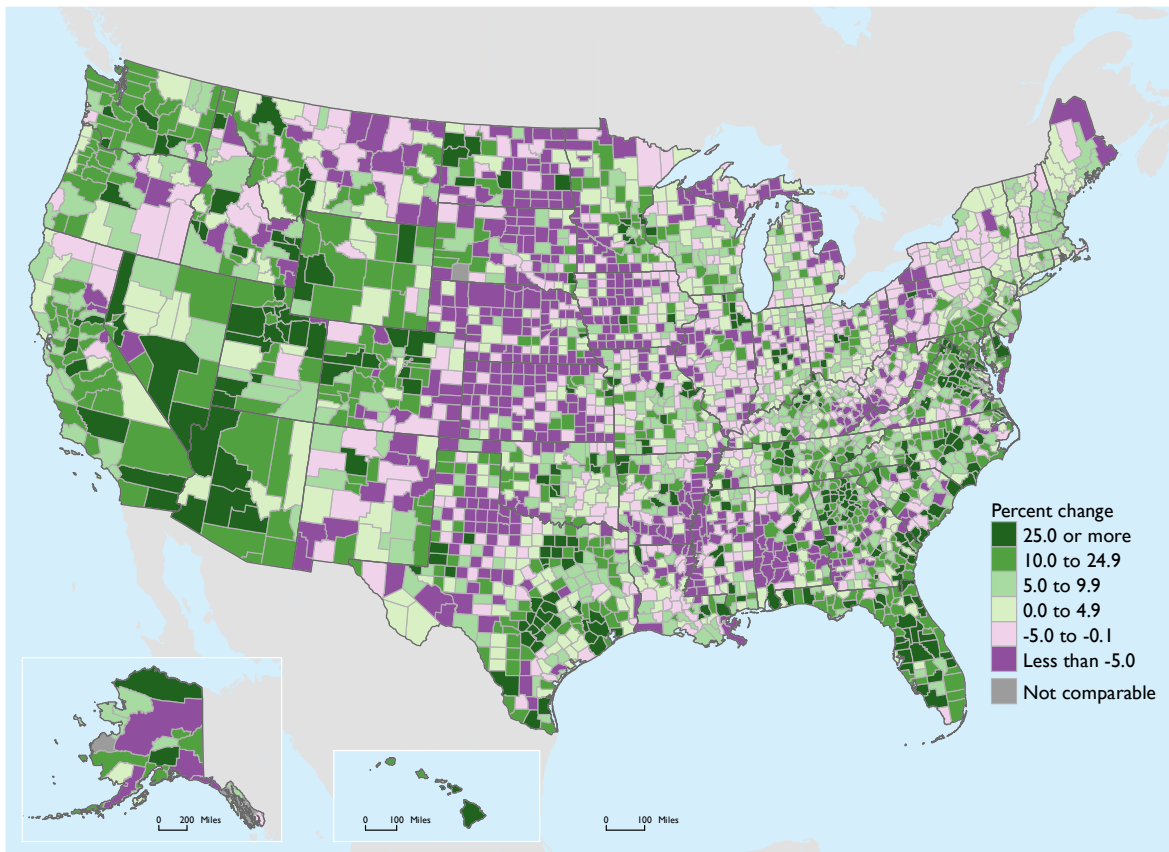 Percent change
25.0 or more
10.0 to 24.9
5.0 to 9.9
0.0 to 4.9
-5.0 to -0.1
Less than -5.0
Not comparable
0 200 Miles
0 100 Miles
0 100 Miles